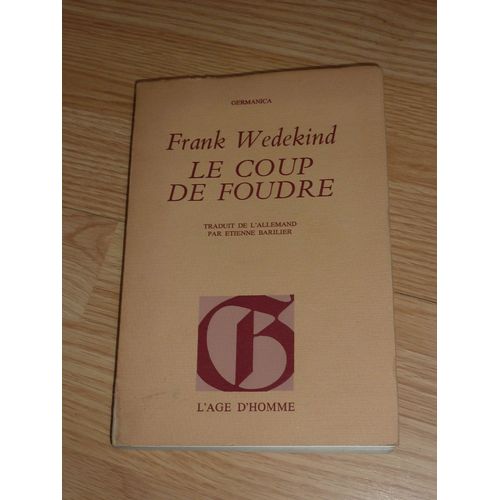 GERMANICA
Frank Wedekind
LE COUP
DE FOUDRE
TRADUIT DE L'ALLEMAND
PAR ETIENNE BARILIER
G
L'AGE D'HOMME